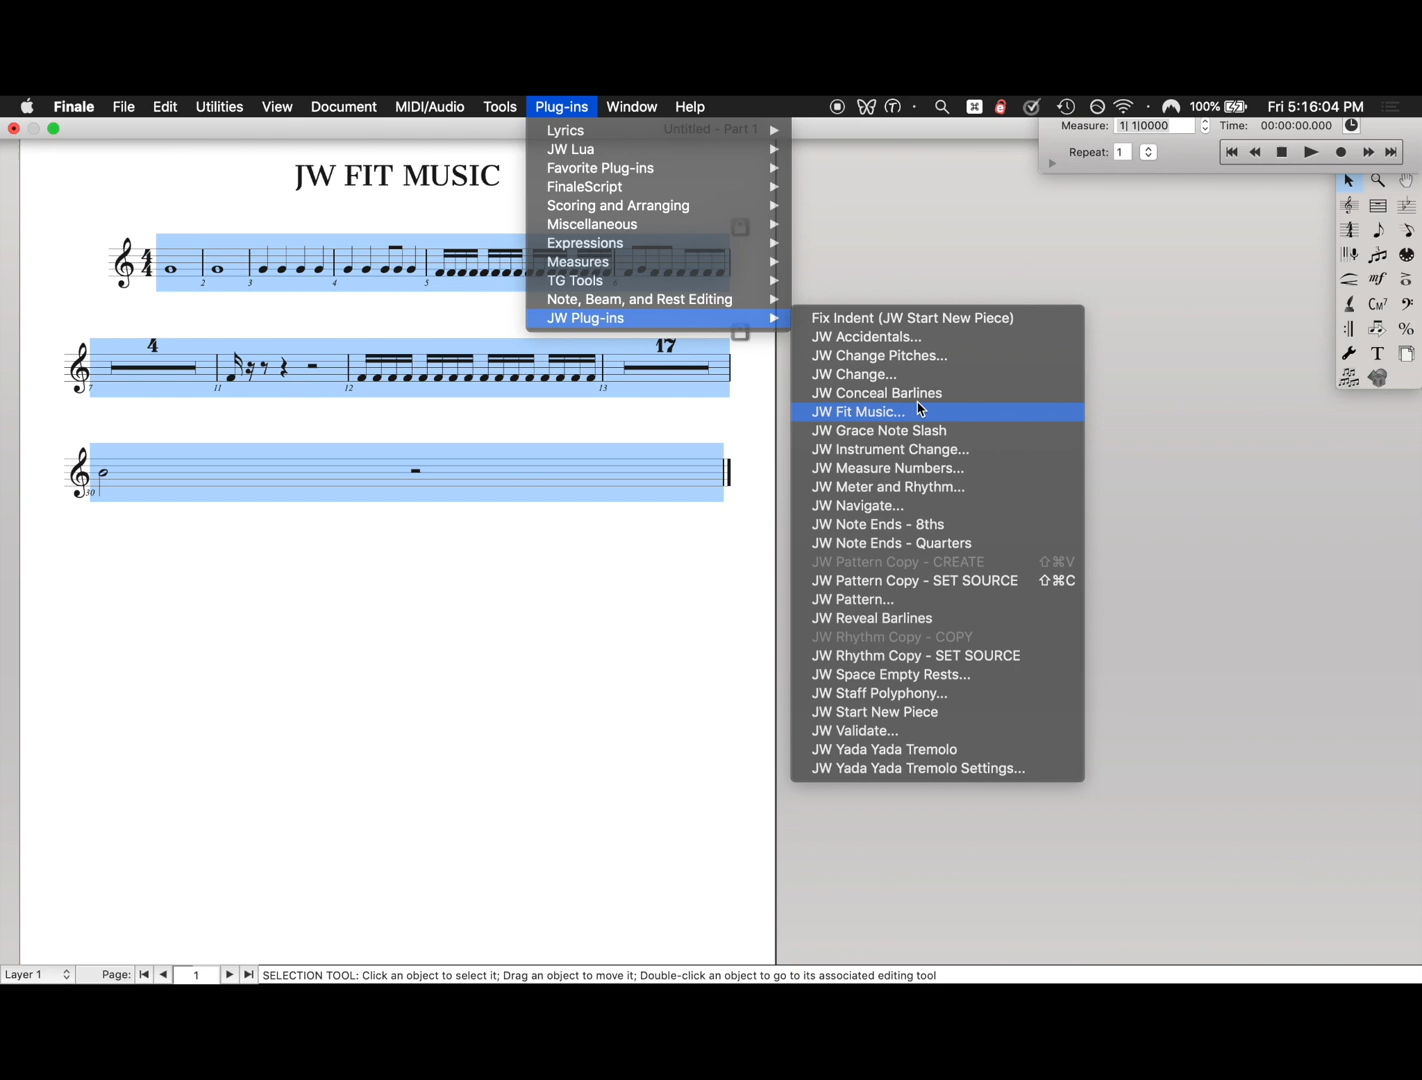 Finale File Edit Utilities View Document MIDI/Audio Tools Plug-ins Window Help 100% Fri 5:16:04 PM
Untitled - Part 1
Measure: 1| 1|0000 Time: 00:00:00.000
Repeat: 1
Lyrics
JW Lua
Favorite Plug-ins
FinaleScript
Scoring and Arranging
Miscellaneous
Expressions
Measures
TG Tools
Note, Beam, and Rest Editing
JW Plug-ins
Fix Indent (JW Start New Piece)
JW Accidentals...
JW Change Pitches...
JW Change...
JW Conceal Barlines
JW Fit Music...
JW Grace Note Slash
JW Instrument Change...
JW Measure Numbers...
JW Meter and Rhythm...
JW Navigate...
JW Note Ends - 8ths
JW Note Ends - Quarters
JW Pattern Copy - CREATE ⇧⌘V
JW Pattern Copy - SET SOURCE ⇧⌘C
JW Pattern...
JW Reveal Barlines
JW Rhythm Copy - COPY
JW Rhythm Copy - SET SOURCE
JW Space Empty Rests...
JW Staff Polyphony...
JW Start New Piece
JW Validate...
JW Yada Yada Tremolo
JW Yada Yada Tremolo Settings...
JW FIT MUSIC
4
4
2 3 4 5 6
4 17
7 11 12 13
30
mf
CM7
T
%
Layer 1 Page: 1 SELECTION TOOL: Click an object to select it; Drag an object to move it; Double-click an object to go to its associated editing tool